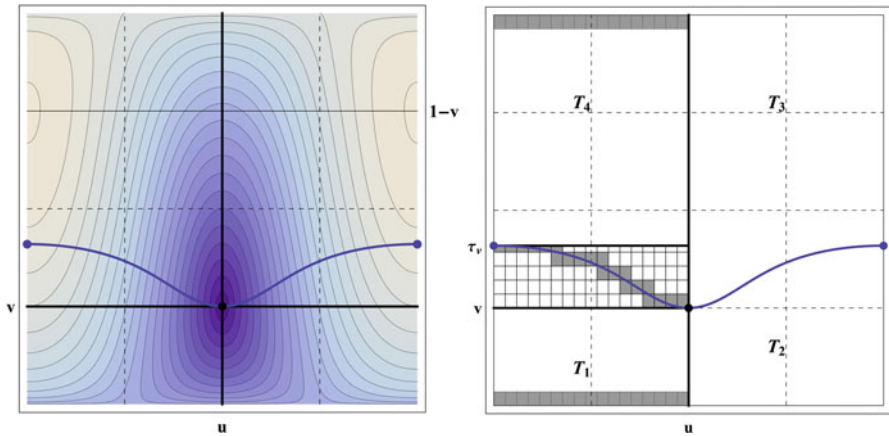 T₄
T₃
1−v
τᵥ
v
v
T₂
T₁
u
u